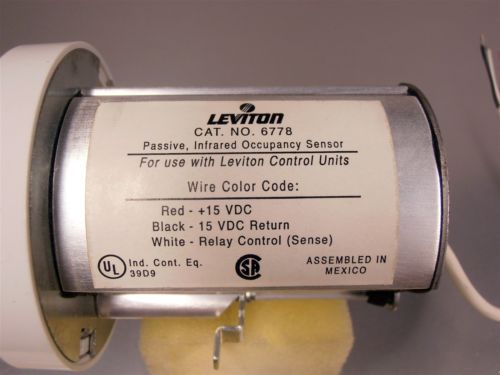 LEVITON
CAT. NO. 6778
Passive, Infrared Occupancy Sensor
For use with Leviton Control Units
Wire Color Code:
Red - +15 VDC
Black - 15 VDC Return
White - Relay Control (Sense)
UL
Ind. Cont. Eq.
39D9
SA
ASSEMBLED IN
MEXICO